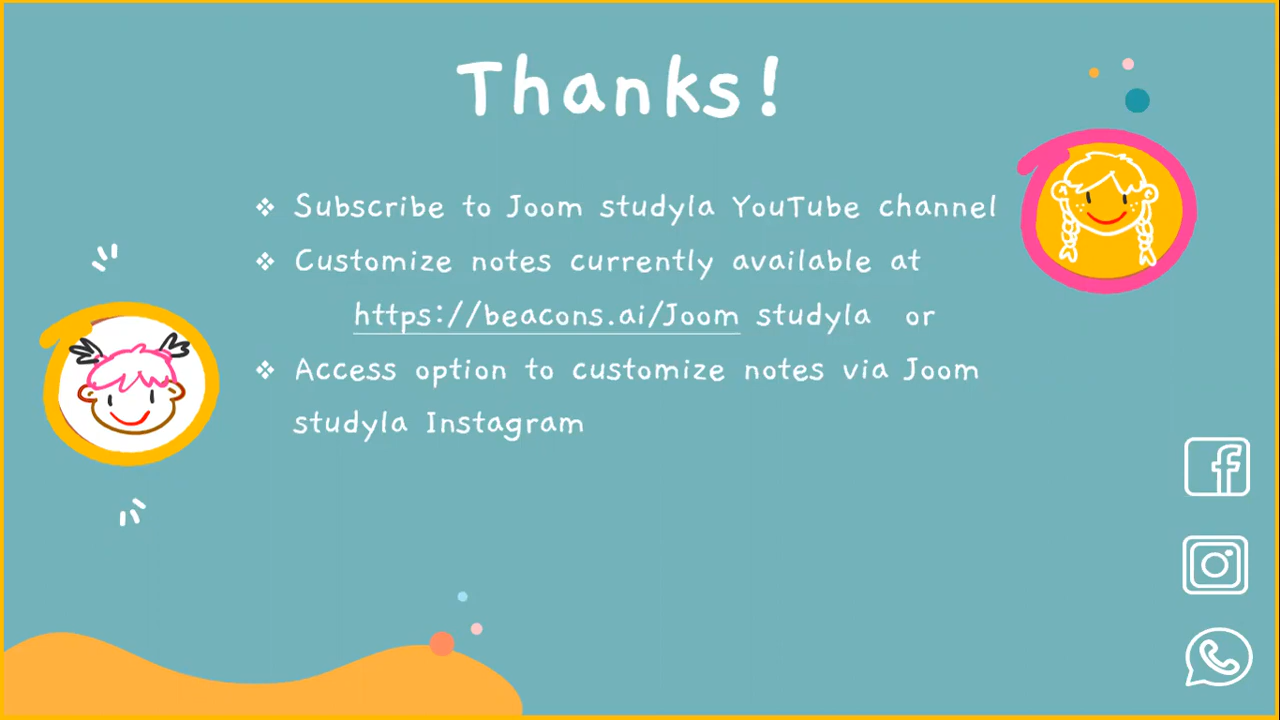 Thanks!
❖ Subscribe to Joom studyla YouTube channel
❖ Customize notes currently available at
https://beacons.ai/Joom studyla or
❖ Access option to customize notes via Joom
studyla Instagram